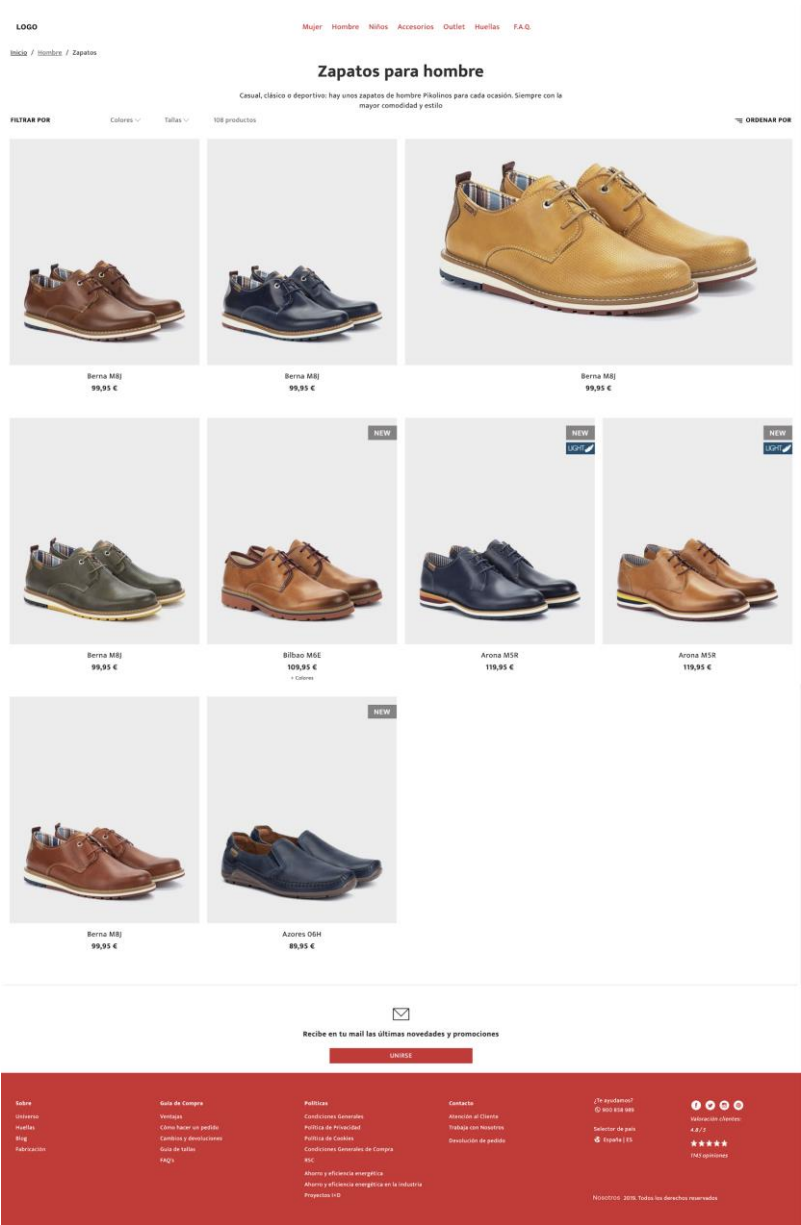 LOGO
Mujer Hombre Niños Accesorios Outlet Huellas F.A.Q.
Inicio / Hombre / Zapatos
Zapatos para hombre
Casual, clásico o deportivo: hay unos zapatos de hombre Pikolinos para cada ocasión. Siempre con la
mayor comodidad y estilo
FILTRAR POR Colores Tallas 109 productos ORDENAR POR
Berna M8J
99,95 €
Berna M8J
99,95 €
Berna M8J
99,95 €
NEW
NEW
LIGHT
NEW
LIGHT
Berna M8J
99,95 €
Bilbao M6E
109,95 €
+ Colores
Arona M5R
119,95 €
Arona M5R
119,95 €
NEW
Berna M8J
99,95 €
Azores 06H
89,95 €
Recibe en tu mail las últimas novedades y promociones
UNIRSE
Sobre
Universo
Huellas
Blog
Fabricación
Guía de Compra
Ventajas
Cómo hacer un pedido
Cambios y devoluciones
Guía de tallas
FAQ's
Políticas
Condiciones Generales
Política de Privacidad
Política de Cookies
Condiciones Generales de Compra
RSC
Ahorro y eficiencia energética
Ahorro y eficiencia energética en la industria
Proyectos I+D
Contacto
Atención al Cliente
Trabaja con Nosotros
Devolución de pedido
¿Te ayudamos?
Selector de país
España | ES
Valoración clientes:
4.8 / 5
1143 opiniones
Nosotros 2019. Todos los derechos reservados